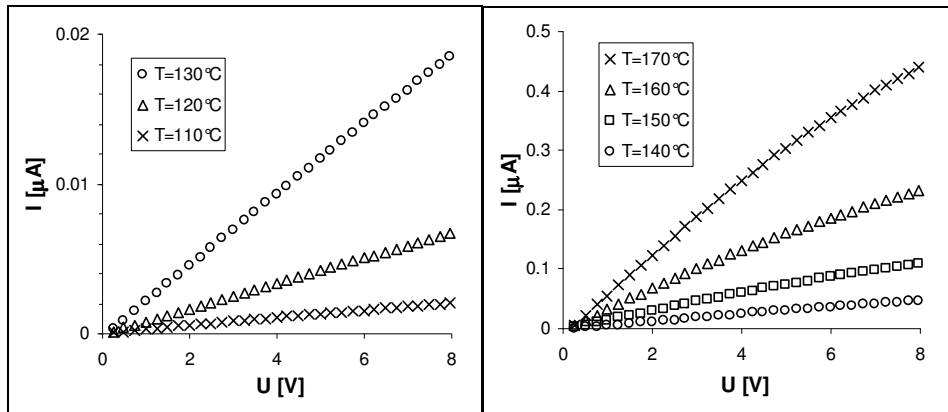 0.02
0.01
0
I [µA]
○ T=130°C
△ T=120°C
× T=110°C
0 2 4 6 8
U [V]
0.5
0.4
0.3
0.2
0.1
0
I [µA]
× T=170°C
△ T=160°C
□ T=150°C
○ T=140°C
0 2 4 6 8
U [V]